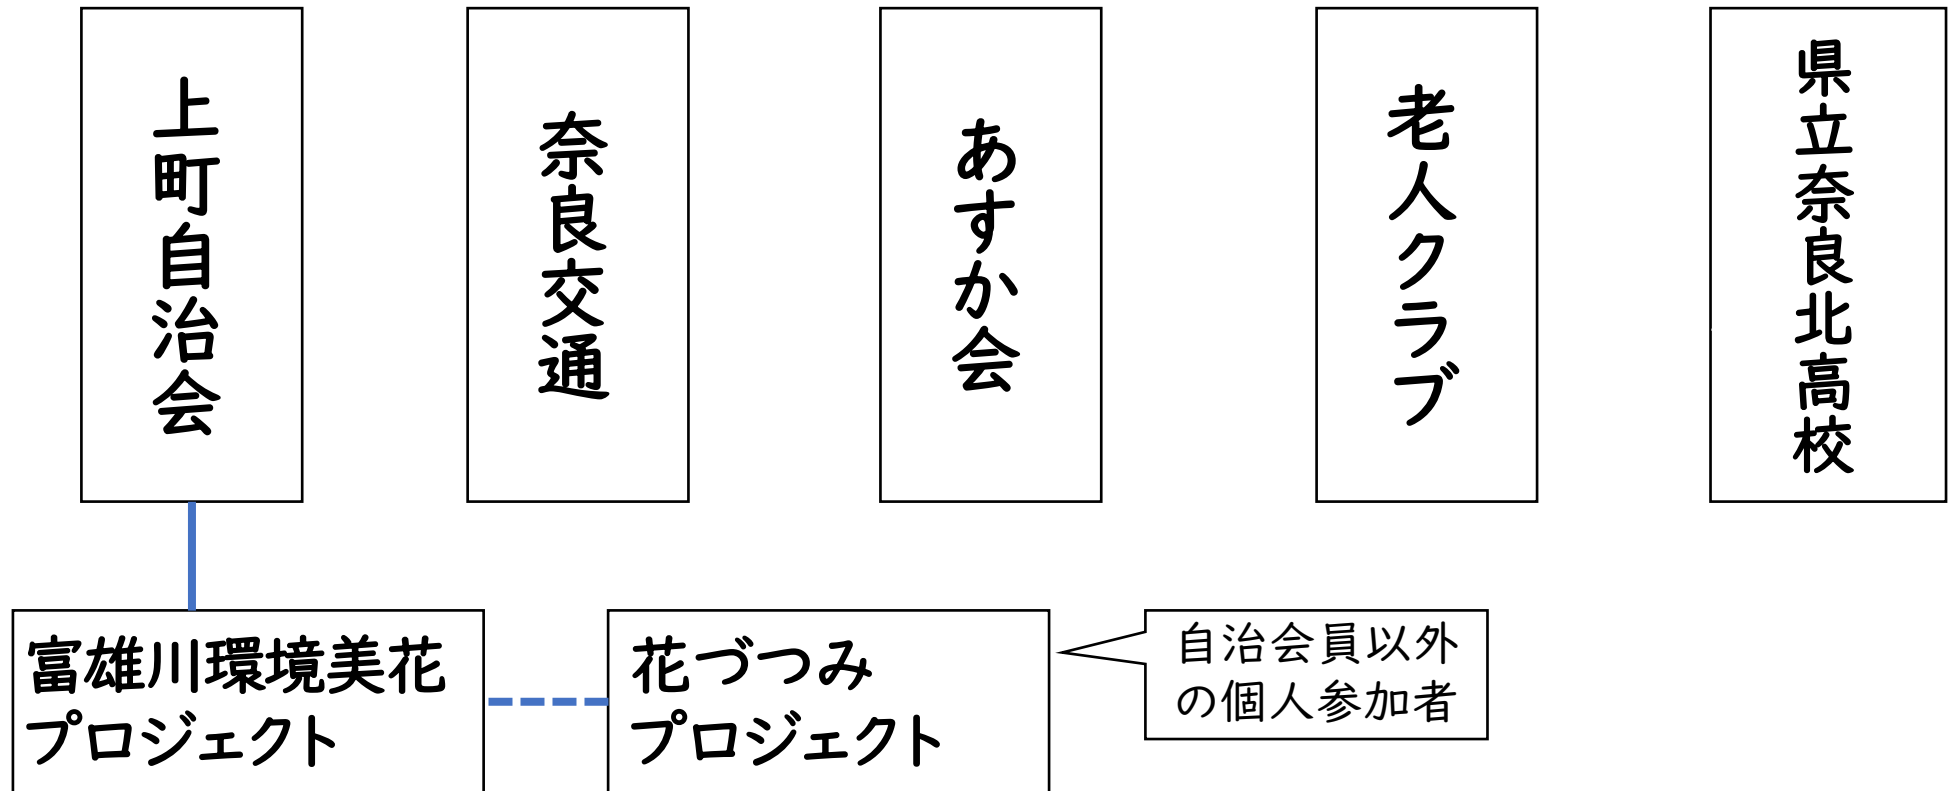 上町自治会
奈良交通
あすか会
老人クラブ
県立奈良北高校
富雄川環境美花
プロジェクト
花づつみ
プロジェクト
自治会員以外
の個人参加者